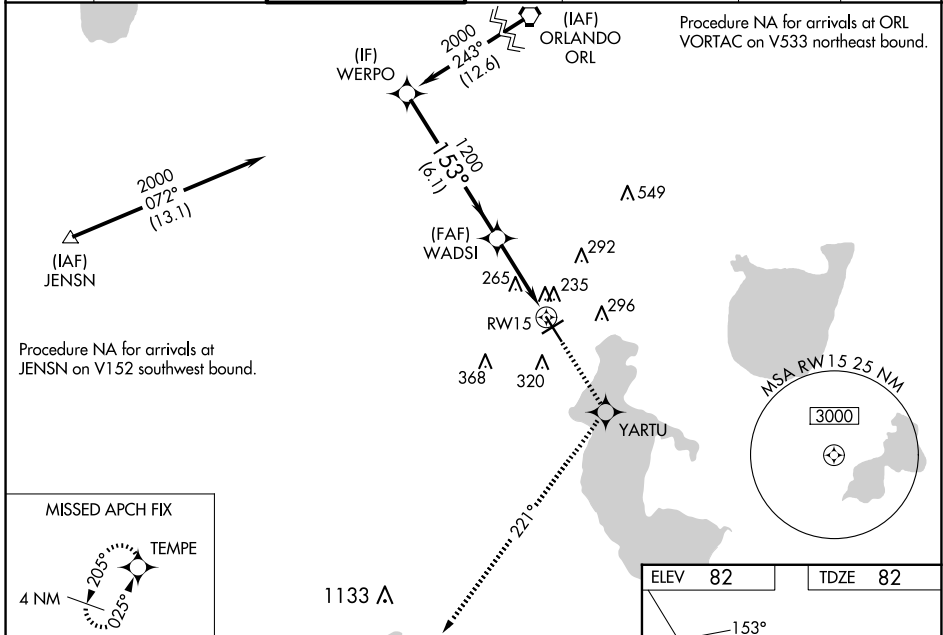 (IAF)
ORLANDO
ORL
2000
243°
(12.6)
Procedure NA for arrivals at ORL
VORTAC on V533 northeast bound.
(IF)
WERPO
1200
153°
(6.1)
2000
072°
(13.1)
(IAF)
JENSN
549
(FAF)
WADSI
292
265
235
RW15
296
Procedure NA for arrivals at
JENSN on V152 southwest bound.
368
320
MSA RW15 25 NM
3000
YARTU
221°
MISSED APCH FIX
TEMPE
205°
025°
4 NM
1133
ELEV 82
TDZE 82
153°